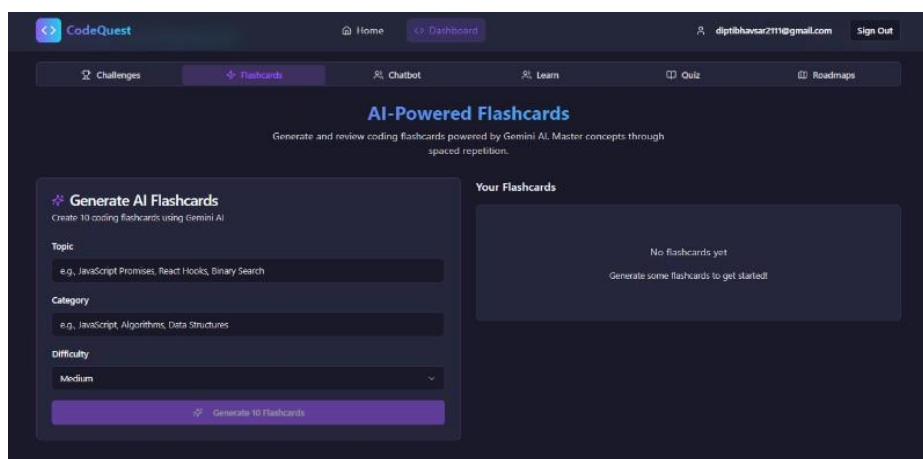 CodeQuest
Home
Dashboard
diptibhavsar2111@gmail.com
Sign Out
Challenges
Flashcards
Chatbot
Learn
Quiz
Roadmaps
AI-Powered Flashcards
Generate and review coding flashcards powered by Gemini AI. Master concepts through
spaced repetition.
Generate AI Flashcards
Create 10 coding flashcards using Gemini AI
Topic
e.g., JavaScript Promises, React Hooks, Binary Search
Category
e.g., JavaScript, Algorithms, Data Structures
Difficulty
Medium
Generate 10 Flashcards
Your Flashcards
No flashcards yet
Generate some flashcards to get started!